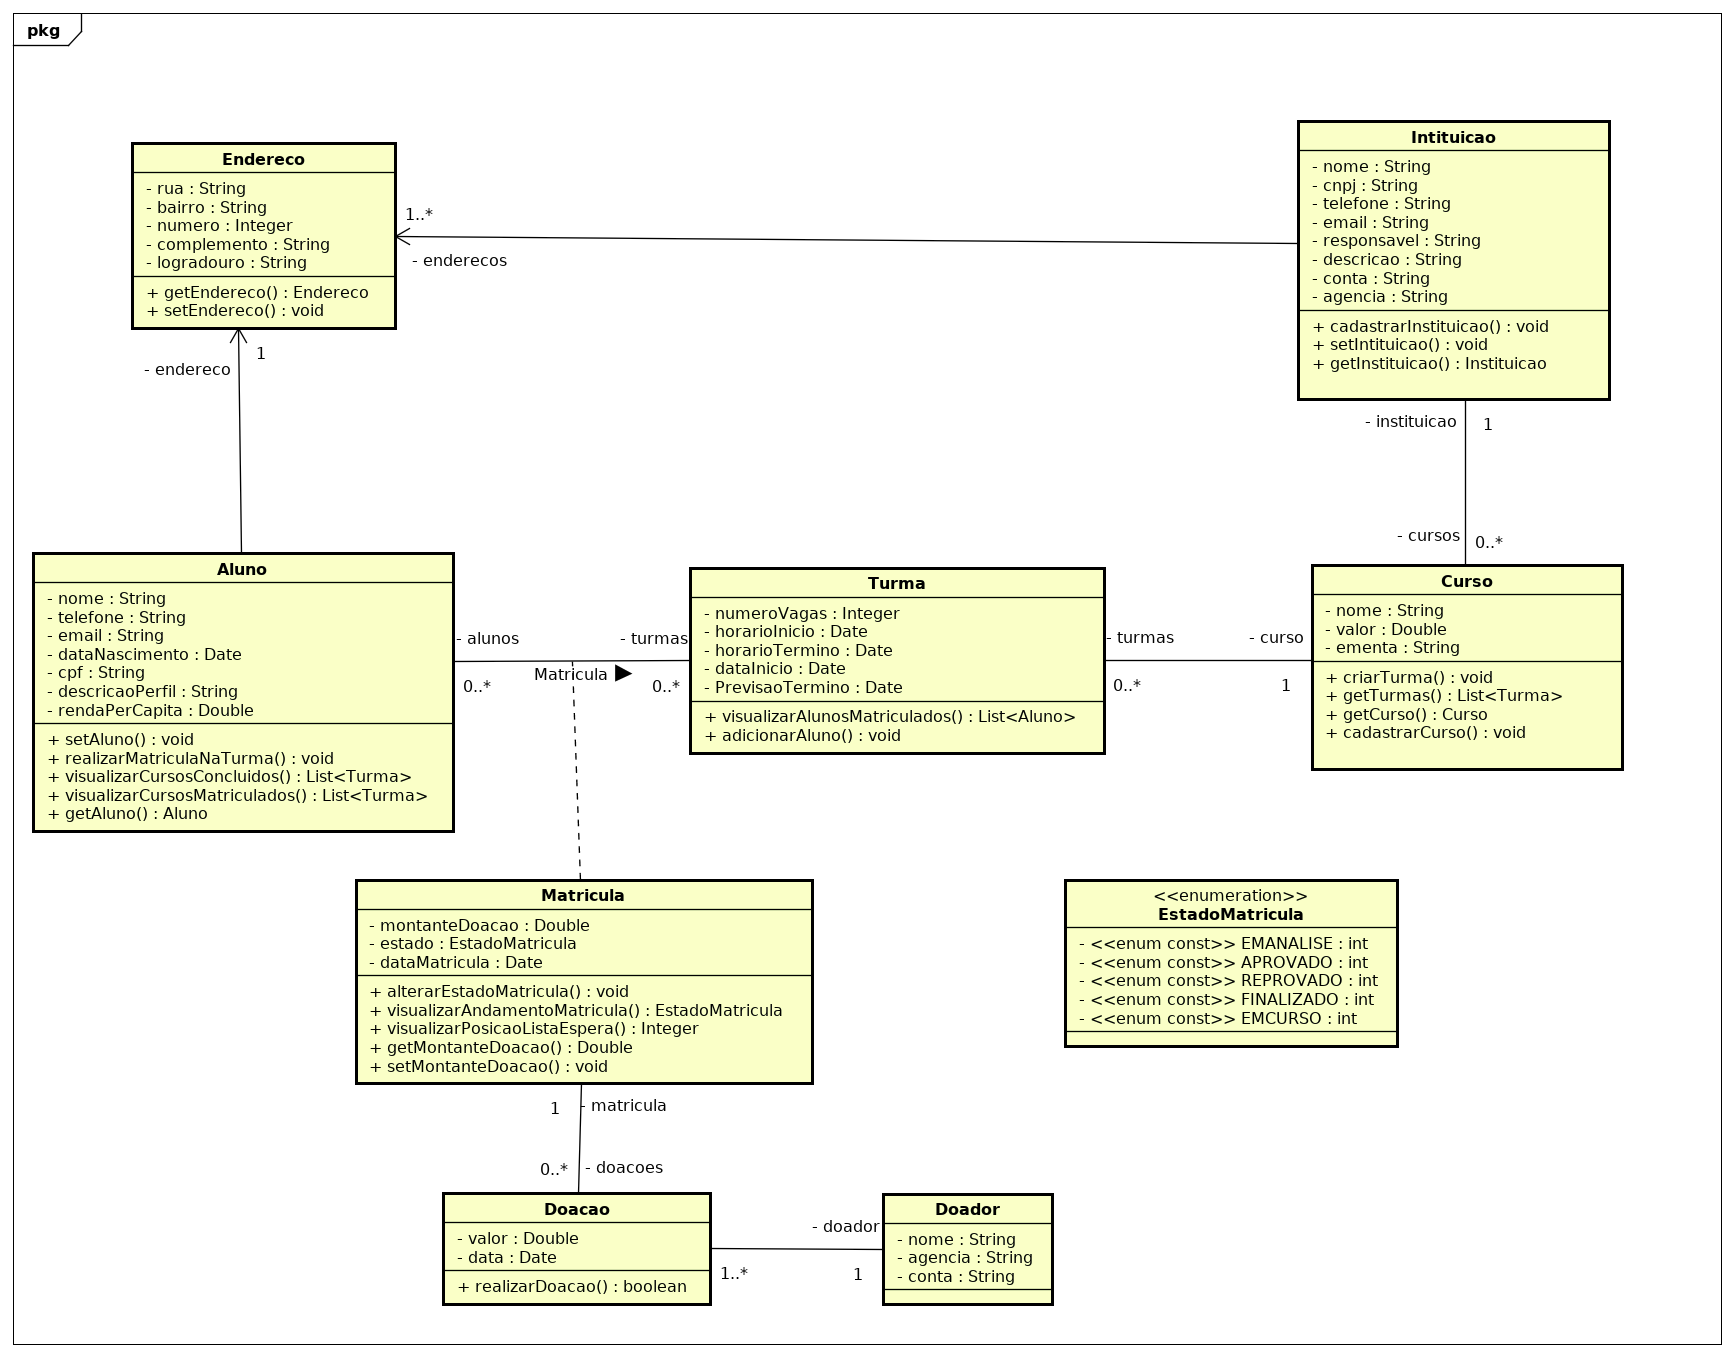 pkg
Endereco
- rua : String
- bairro : String
- numero : Integer
- complemento : String
- logradouro : String
+ getEndereco() : Endereco
+ setEndereco() : void
1..*
- enderecos
Intituicao
- nome : String
- cnpj : String
- telefone : String
- email : String
- responsavel : String
- descricao : String
- conta : String
- agencia : String
+ cadastrarInstituicao() : void
+ setIntituicao() : void
+ getInstituicao() : Instituicao
1
- endereco
- instituicao
1
- cursos
0..*
Aluno
- nome : String
- telefone : String
- email : String
- dataNascimento : Date
- cpf : String
- descricaoPerfil : String
- rendaPerCapita : Double
+ setAluno() : void
+ realizarMatriculaNaTurma() : void
+ visualizarCursosConcluidos() : List<Turma>
+ visualizarCursosMatriculados() : List<Turma>
+ getAluno() : Aluno
- alunos
- turmas
Matricula
0..*
0..*
Turma
- numeroVagas : Integer
- horarioInicio : Date
- horarioTermino : Date
- dataInicio : Date
- PrevisaoTermino : Date
+ visualizarAlunosMatriculados() : List<Aluno>
+ adicionarAluno() : void
- turmas
- curso
0..*
1
Curso
- nome : String
- valor : Double
- ementa : String
+ criarTurma() : void
+ getTurmas() : List<Turma>
+ getCurso() : Curso
+ cadastrarCurso() : void
Matricula
- montanteDoacao : Double
- estado : EstadoMatricula
- dataMatricula : Date
+ alterarEstadoMatricula() : void
+ visualizarAndamentoMatricula() : EstadoMatricula
+ visualizarPosicaoListaEspera() : Integer
+ getMontanteDoacao() : Double
+ setMontanteDoacao() : void
<<enumeration>>
EstadoMatricula
- <<enum const>> EMANALISE : int
- <<enum const>> APROVADO : int
- <<enum const>> REPROVADO : int
- <<enum const>> FINALIZADO : int
- <<enum const>> EMCURSO : int
1
- matricula
0..*
- doacoes
Doacao
- valor : Double
- data : Date
+ realizarDoacao() : boolean
- doador
1..*
1
Doador
- nome : String
- agencia : String
- conta : String